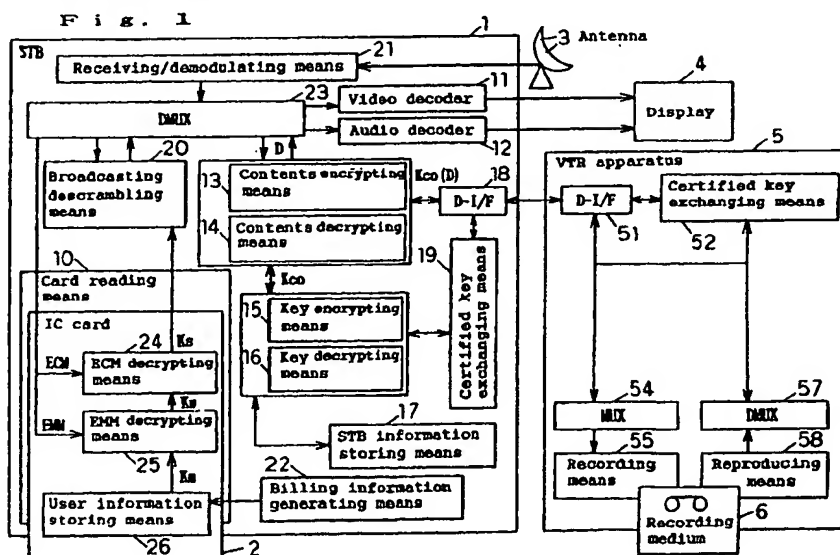 Fig. 1
1
STB
21
Receiving/demodulating means
3 Antenna
23
DMUX
11
Video decoder
Audio decoder
12
4
Display
20
Broadcasting descrambling means
D
13
Contents encrypting means
14
Contents decrypting means
Kco(D)
18
D-I/F
Kco
15
Key encrypting means
16
Key decrypting means
19
Certified key exchanging means
17
STB information storing means
10
Card reading means
IC card
Ks
24
ECM
ECM decrypting means
EMM
EMM decrypting means
25
22
Billing information generating means
User information storing means
26
2
5
VTR apparatus
D-I/F
51
Certified key exchanging means
52
54
MUX
57
DMUX
55
Recording means
58
Reproducing means
6
Recording medium